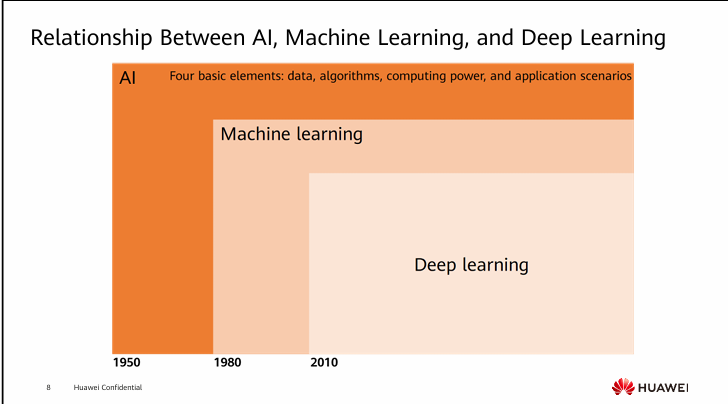 Relationship Between AI, Machine Learning, and Deep Learning
AI
Four basic elements: data, algorithms, computing power, and application scenarios
Machine learning
Deep learning
1950
1980
2010
8
Huawei Confidential
HUAWEI